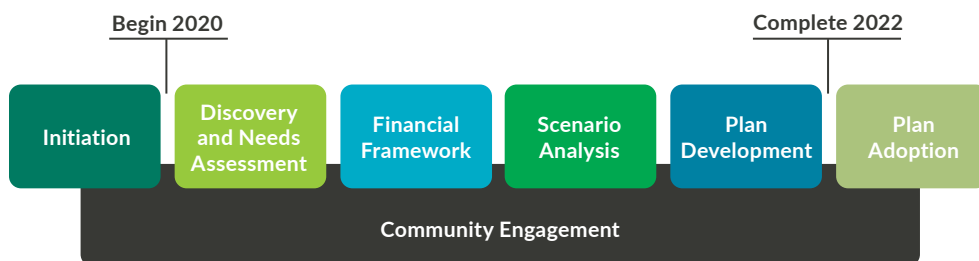 Begin 2020
Complete 2022
Initiation
Discovery
and Needs
Assessment
Financial
Framework
Scenario
Analysis
Plan
Development
Plan
Adoption
Community Engagement